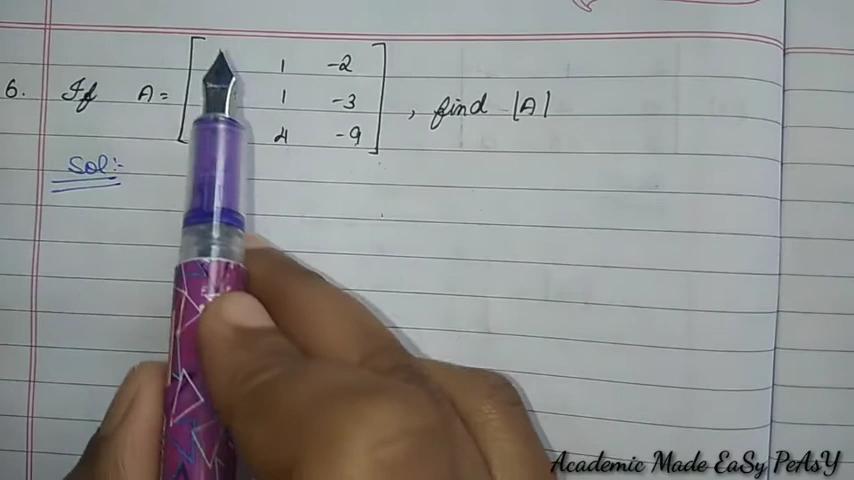 6. If A = [ 1 -2
1 -3 , find |A|
4 -9 ]
Sol:-
Academic Made EaSy PeAsY